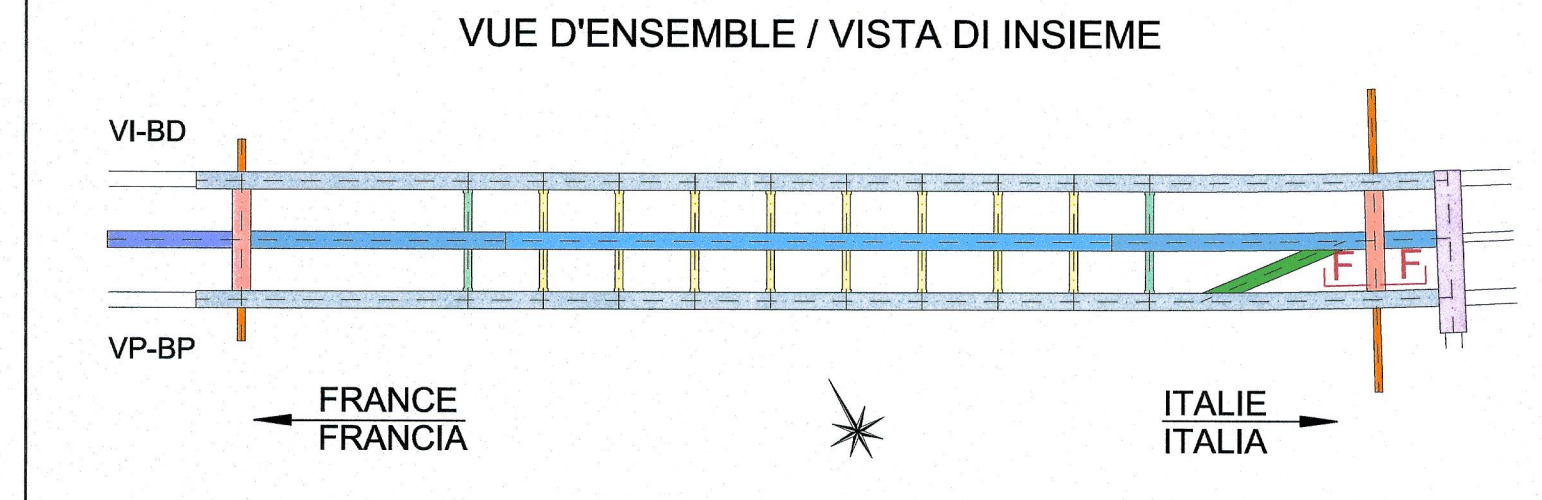 VUE D'ENSEMBLE / VISTA DI INSIEME
VI-BD
F F
VP-BP
FRANCE
FRANCIA
ITALIE
ITALIA